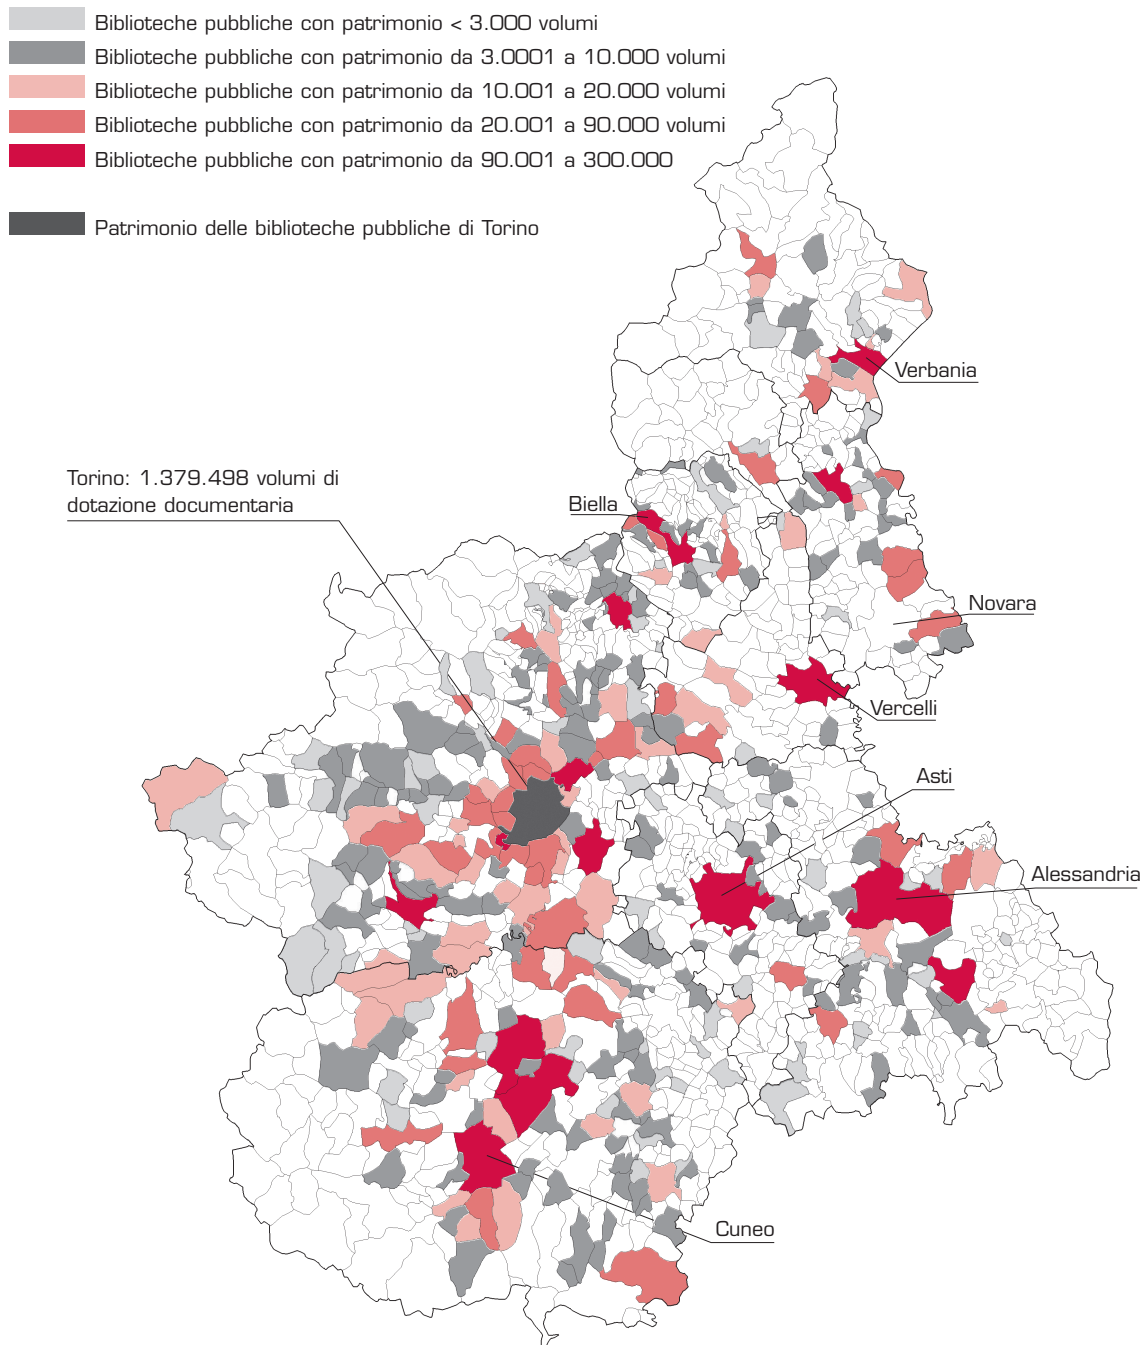 Biblioteche pubbliche con patrimonio < 3.000 volumi
Biblioteche pubbliche con patrimonio da 3.0001 a 10.000 volumi
Biblioteche pubbliche con patrimonio da 10.001 a 20.000 volumi
Biblioteche pubbliche con patrimonio da 20.001 a 90.000 volumi
Biblioteche pubbliche con patrimonio da 90.001 a 300.000
Patrimonio delle biblioteche pubbliche di Torino
Verbania
Torino: 1.379.498 volumi di
dotazione documentaria
Biella
Novara
Vercelli
Asti
Alessandria
Cuneo